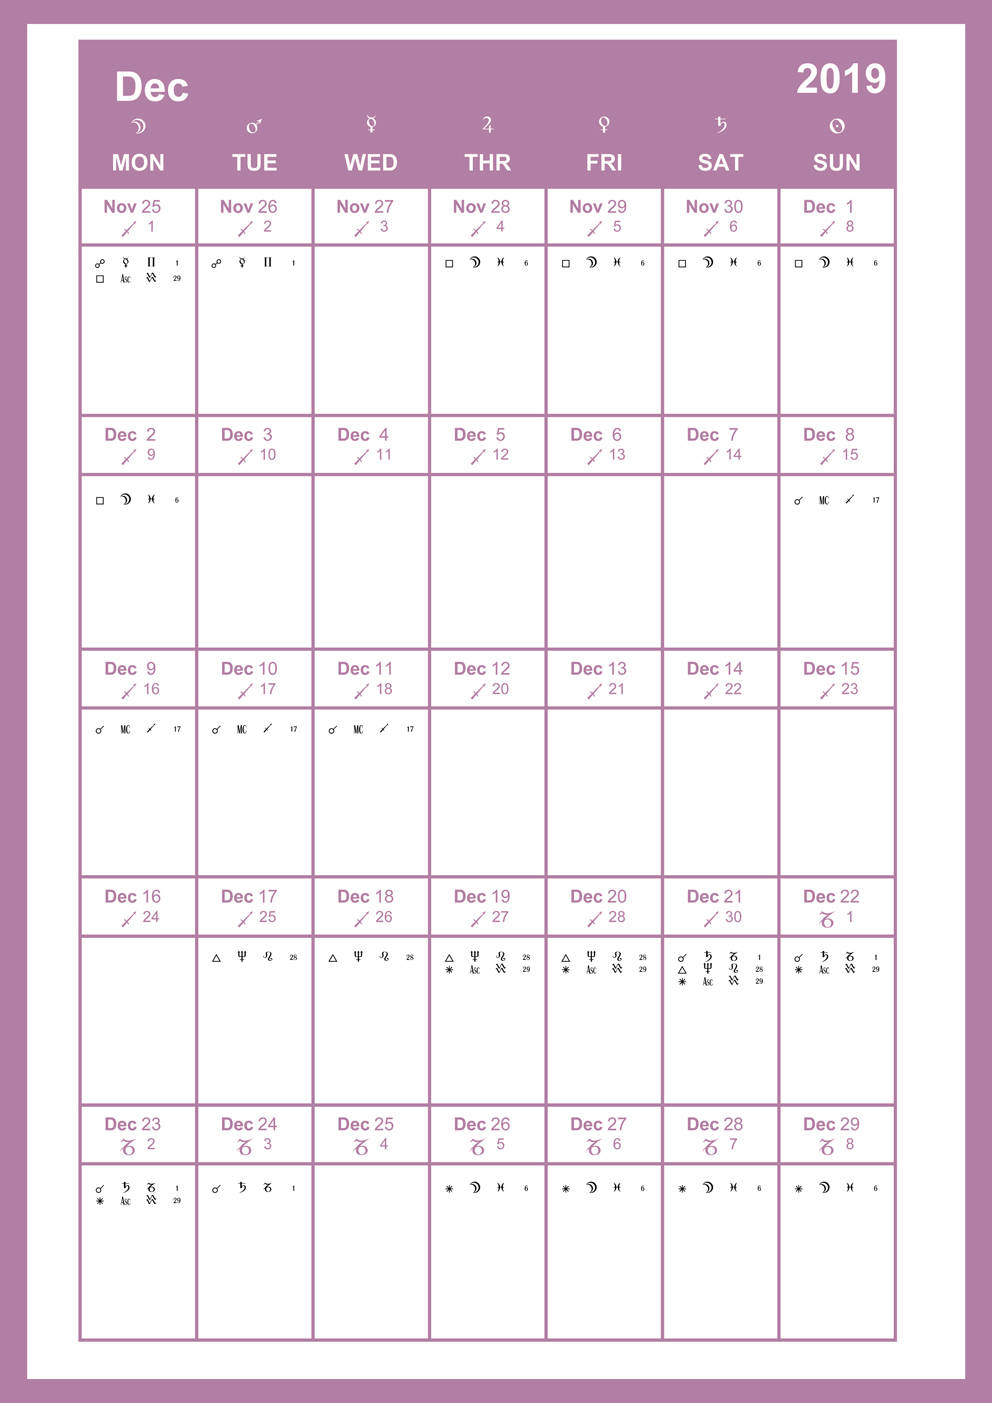 Dec 2019
☽ ♂ ☿ ♃ ♀ ♄ ☉
MON TUE WED THR FRI SAT SUN
Nov 25 Nov 26 Nov 27 Nov 28 Nov 29 Nov 30 Dec 1
♐ 1 ♐ 2 ♐ 3 ♐ 4 ♐ 5 ♐ 6 ♐ 8
☍ ☿ ♊ 1 ☍ ☿ ♊ 1 □ ☽ ♓ 6 □ ☽ ♓ 6 □ ☽ ♓ 6 □ ☽ ♓ 6
□ Asc ♒ 29
Dec 2 Dec 3 Dec 4 Dec 5 Dec 6 Dec 7 Dec 8
♐ 9 ♐ 10 ♐ 11 ♐ 12 ♐ 13 ♐ 14 ♐ 15
□ ☽ ♓ 6 ☌ MC ♐ 17
Dec 9 Dec 10 Dec 11 Dec 12 Dec 13 Dec 14 Dec 15
♐ 16 ♐ 17 ♐ 18 ♐ 20 ♐ 21 ♐ 22 ♐ 23
☌ MC ♐ 17 ☌ MC ♐ 17 ☌ MC ♐ 17
Dec 16 Dec 17 Dec 18 Dec 19 Dec 20 Dec 21 Dec 22
♐ 24 ♐ 25 ♐ 26 ♐ 27 ♐ 28 ♐ 30 ♑ 1
△ ♆ ♌ 28 △ ♆ ♌ 28 △ ♆ ♌ 28 △ ♆ ♌ 28 ☌ ♄ ♑ 1 ☌ ♄ ♑ 1
⚹ Asc ♒ 29 ⚹ Asc ♒ 29 △ ♆ ♌ 28 ⚹ Asc ♒ 29
⚹ Asc ♒ 29
Dec 23 Dec 24 Dec 25 Dec 26 Dec 27 Dec 28 Dec 29
♑ 2 ♑ 3 ♑ 4 ♑ 5 ♑ 6 ♑ 7 ♑ 8
☌ ♄ ♑ 1 ☌ ♄ ♑ 1 ⚹ ☽ ♓ 6 ⚹ ☽ ♓ 6 ⚹ ☽ ♓ 6 ⚹ ☽ ♓ 6
⚹ Asc ♒ 29